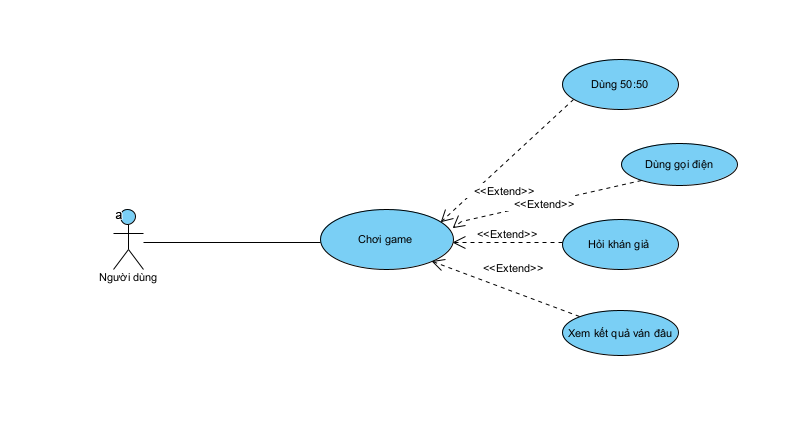 Dùng 50:50
Dùng gọi điện
<<Extend>>
<<Extend>>
a
Chơi game
<<Extend>>
Hỏi khán giả
<<Extend>>
Người dùng
Xem kết quả ván đâu